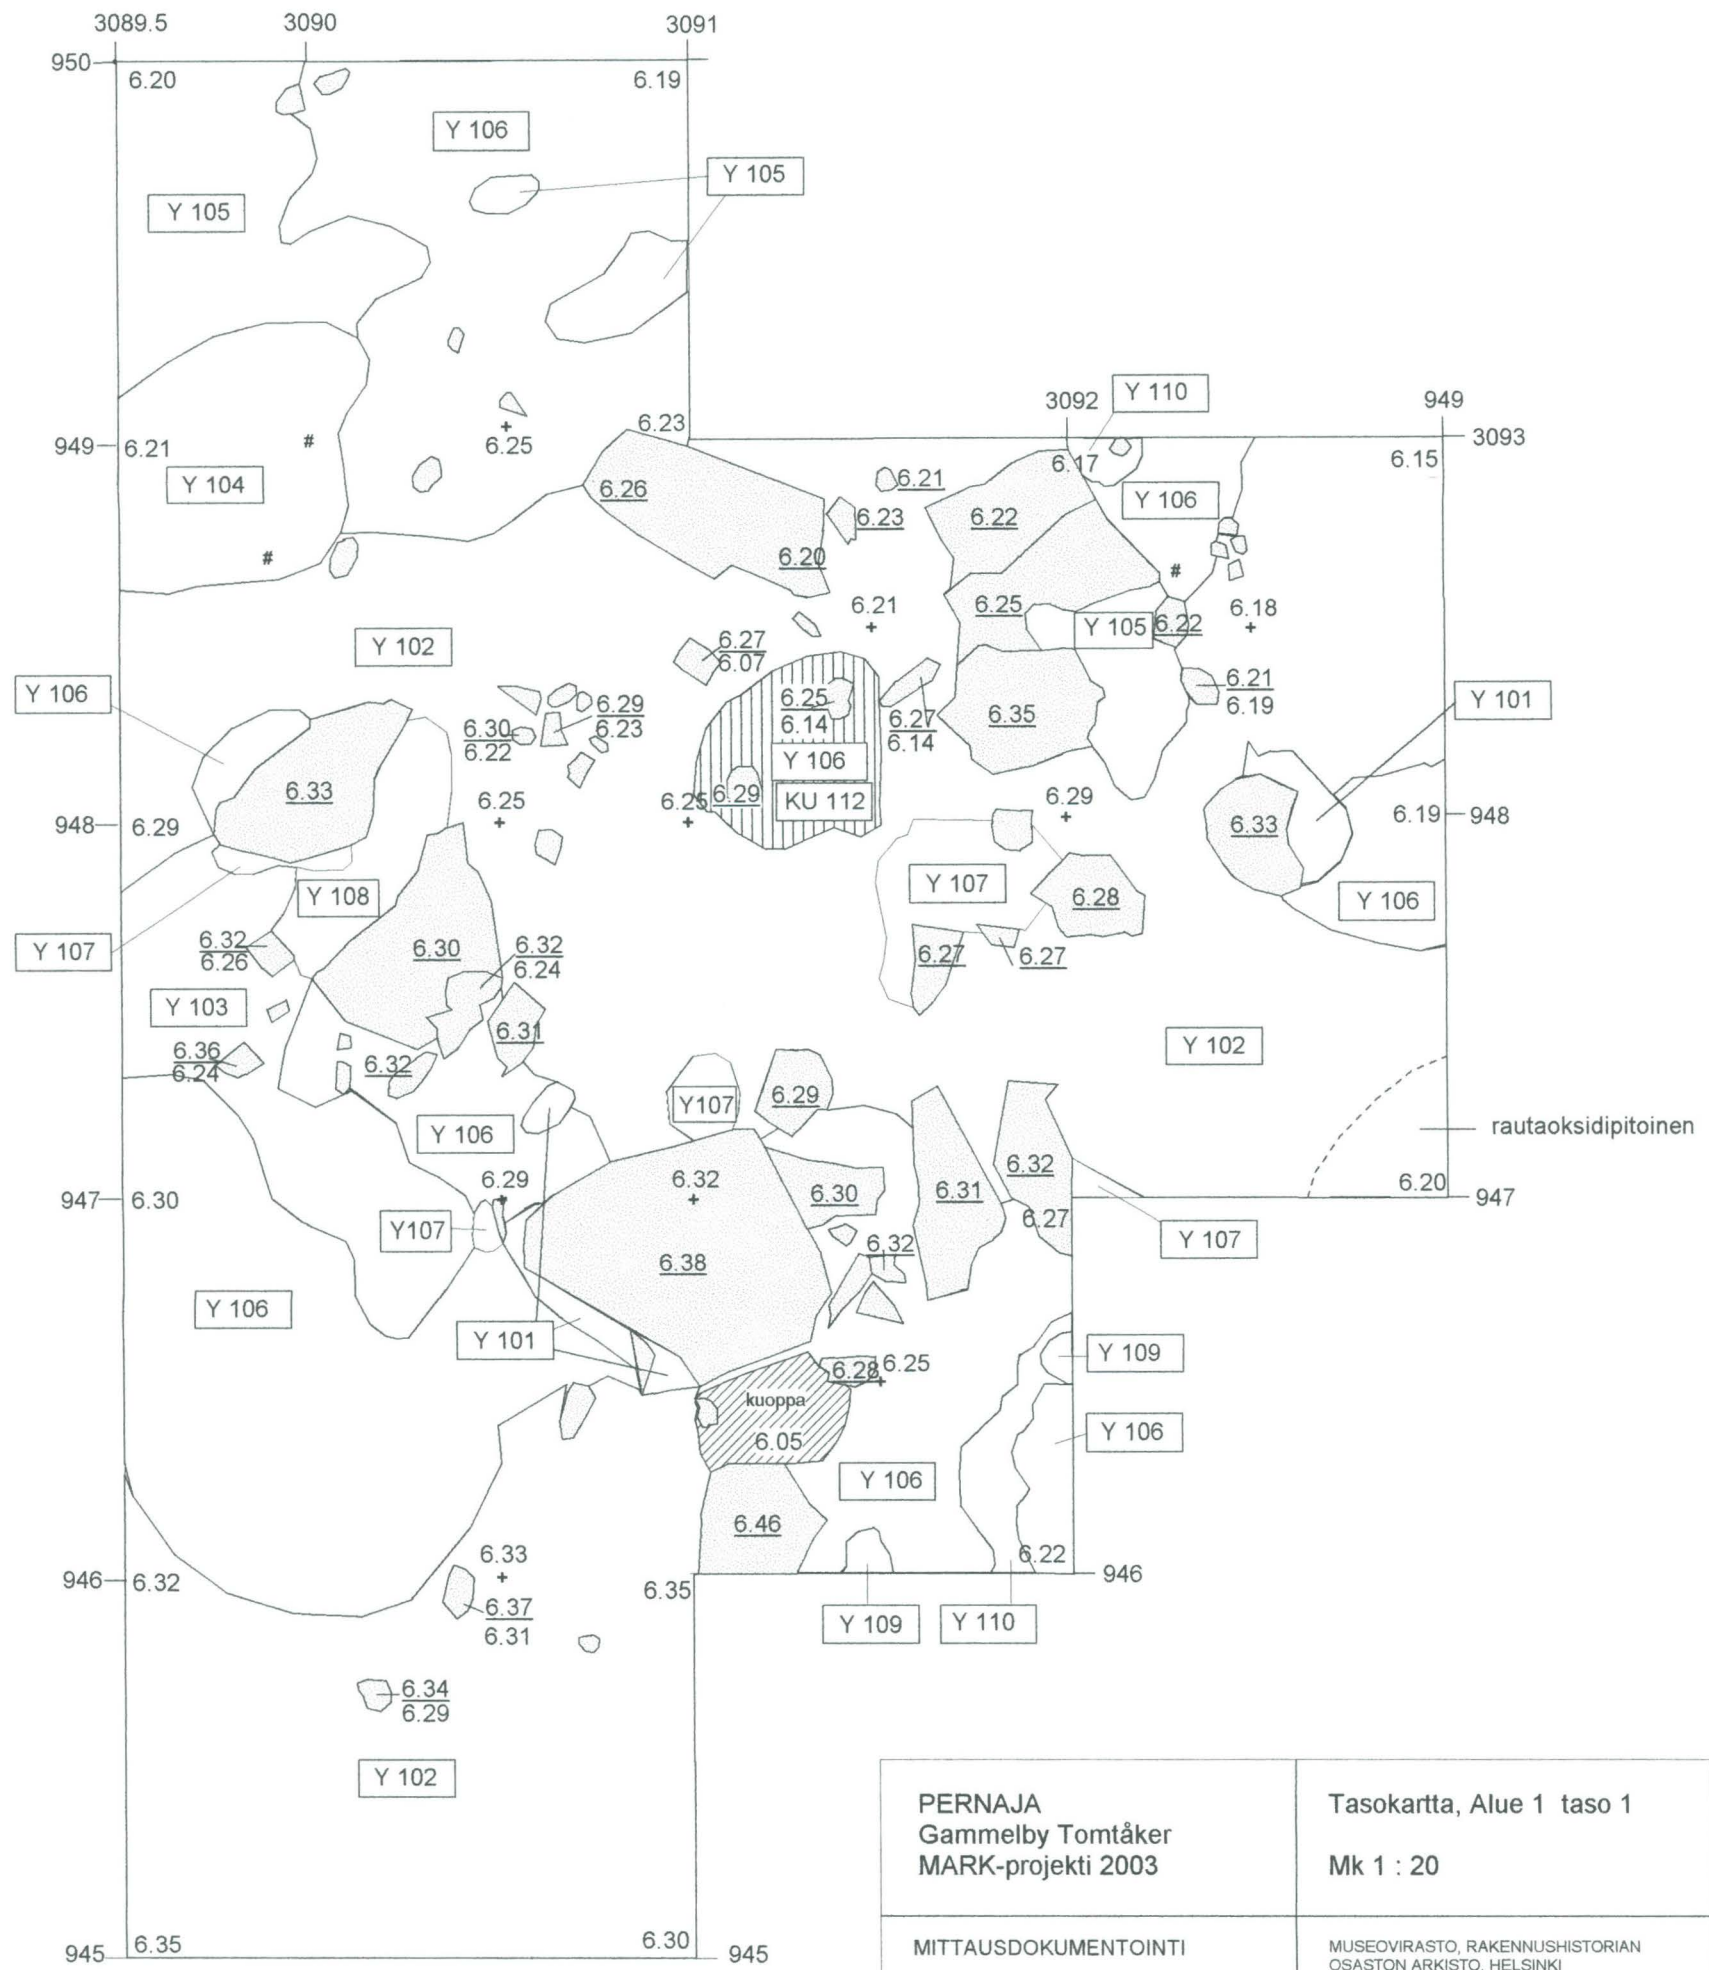 3089.5 3090 3091
950
6.20 6.19
Y 106
Y 105
Y 105
3092 Y 110 949
3093
949 6.21 # 6.25 6.23
6.17 6.15
Y 104 6.26 6.21 6.22 Y 106
6.23
# 6.20 #
6.21 6.25 6.18
Y 102 6.27 Y 105 6.22
6.07
Y 106 6.25 6.21
6.14 6.27 6.35 6.19 Y 101
6.30 6.29 6.14
6.22 6.23
Y 106
6.33 6.25 6.25 6.29 KU 112 6.29
948 6.29 6.33 6.19 948
Y 108 Y 107 6.28 Y 106
Y 107 6.32 6.30 6.32 6.27 6.27
6.26 6.24
Y 103 6.31
6.36 6.32 Y 102
6.24
Y107 6.29
Y 106
rautaoksidipitoinen
6.29 6.32 6.30 6.31 6.32
947 6.30 6.20 947
Y107 6.27 Y 107
6.38 6.32
Y 106
Y 101 Y 109
6.28 6.25
kuoppa
6.05 Y 106
Y 106
6.46
6.33 6.22
946 6.32 6.35 946
6.37
6.31 Y 109 Y 110
6.34
6.29
Y 102
PERNAJA
Gammelby Tomtåker
MARK-projekti 2003
Tasokartta, Alue 1 taso 1
Mk 1 : 20
945 6.35 6.30 945
MITTAUSDOKUMENTOINTI
MUSEOVIRASTO, RAKENNUSHISTORIAN
OSASTON ARKISTO, HELSINKI